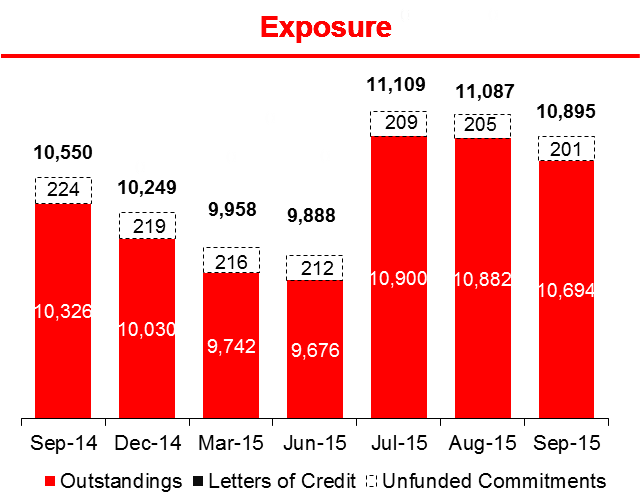 Exposure
11,109 11,087
10,895
10,550
10,249
9,958 9,888
209 205
201
224
219
216 212
10,326 10,030 9,742 9,676 10,900 10,882 10,694
Sep-14 Dec-14 Mar-15 Jun-15 Jul-15 Aug-15 Sep-15
Outstandings Letters of Credit Unfunded Commitments